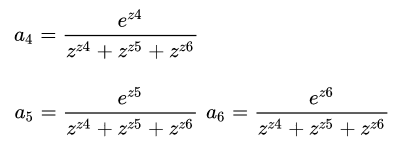 a₄ = e^{z4} / (z^{z4} + z^{z5} + z^{z6})
a₅ = e^{z5} / (z^{z4} + z^{z5} + z^{z6}) a₆ = e^{z6} / (z^{z4} + z^{z5} + z^{z6})